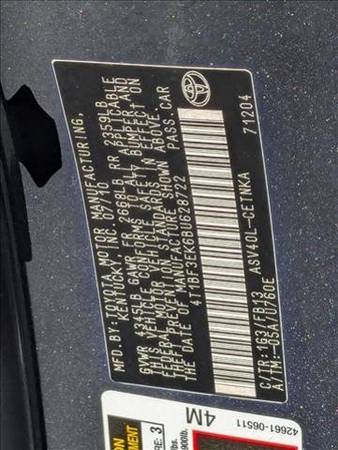 MFD. BY: TOYOTA MOTOR MANUFACTURING,
KENTUCKY, INC. 07/10
GVWR 4345LB GAWR FR 2668LB RR 2359LB
THIS VEHICLE CONFORMS TO ALL APPLICABLE
FEDERAL MOTOR VEHICLE SAFETY, BUMPER, AND
THEFT PREVENTION STANDARDS IN EFFECT ON
THE DATE OF MANUFACTURE SHOWN ABOVE.
4T1BF3EK6BU628722 PASS. CAR
C/TR: 1G3/FB13 ASV40L-CETNKA
A/TM: -05A/U760E 71204
42661-06511
4M
RE: 3